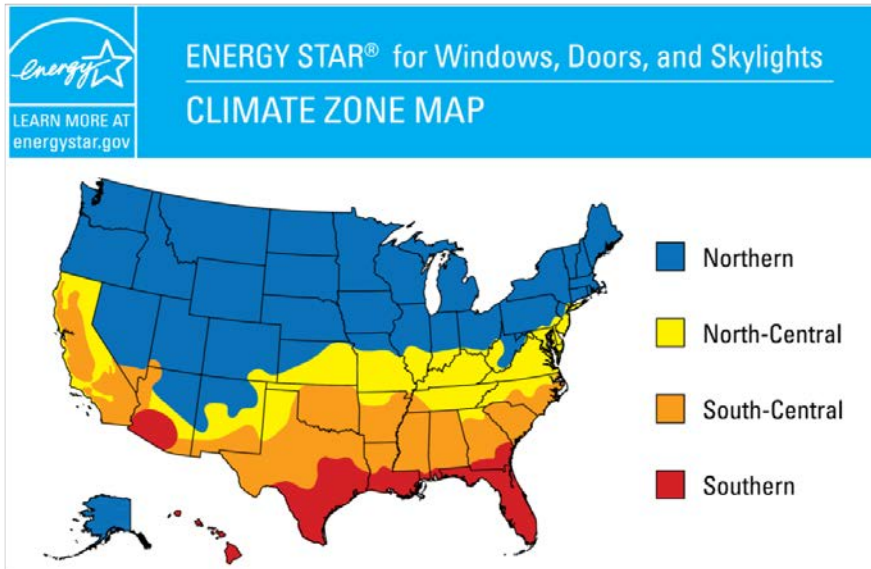 energy
LEARN MORE AT
energystar.gov
ENERGY STAR® for Windows, Doors, and Skylights
CLIMATE ZONE MAP
Northern
North-Central
South-Central
Southern